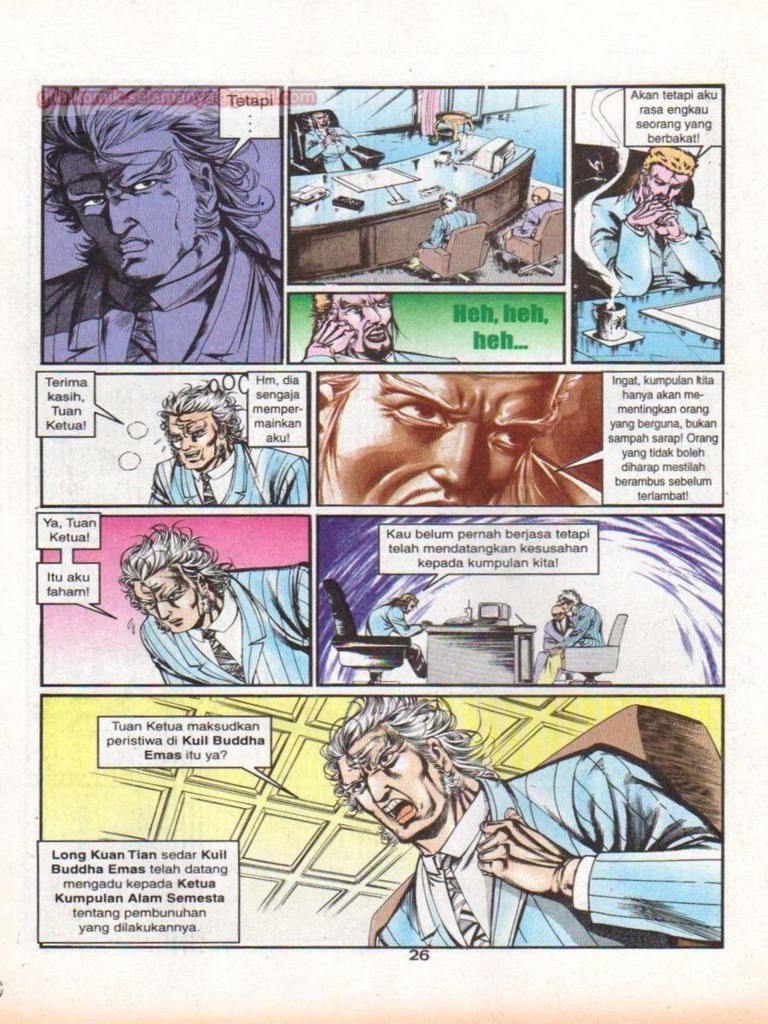 Tetapi
...
Akan tetapi aku
rasa engkau
seorang yang
berbakat!
Heh, heh,
heh...
Terima
kasih,
Tuan
Ketua!
Hm, dia
sengaja
memper-
mainkan
aku!
Ingat, kumpulan kita
hanya akan me-
mentingkan orang
yang berguna, bukan
sampah sarap! Orang
yang tidak boleh
diharap mestilah
berambus sebelum
terlambat!
Ya, Tuan
Ketua!
Itu aku
faham!
Kau belum pernah berjasa tetapi
telah mendatangkan kesusahan
kepada kumpulan kita!
Tuan Ketua maksudkan
peristiwa di Kuil Buddha
Emas itu ya?
Long Kuan Tian sedar Kuil
Buddha Emas telah datang
mengadu kepada Ketua
Kumpulan Alam Semesta
tentang pembunuhan
yang dilakukannya.
26